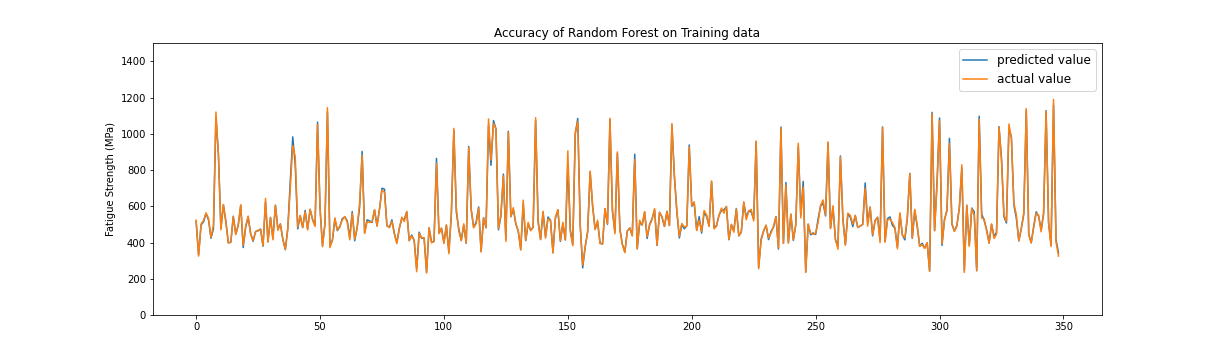 Accuracy of Random Forest on Training data
Fatigue Strength (MPa)
1400
1200
1000
800
600
400
200
0
predicted value
actual value
0 50 100 150 200 250 300 350